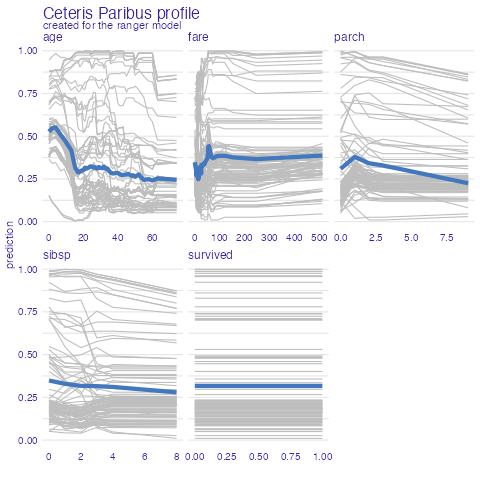 Ceteris Paribus profile
created for the ranger model
age
fare
parch
1.00
0.75
0.50
0.25
0.00
0 20 40 60
0 100 200 300 400 500
0.0 2.5 5.0 7.5
prediction
sibsp
survived
1.00
0.75
0.50
0.25
0.00
0 2 4 6 8
0.00 0.25 0.50 0.75 1.00